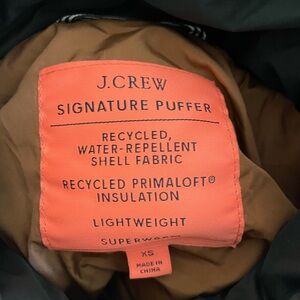 J.CREW
SIGNATURE PUFFER
RECYCLED,
WATER-REPELLENT
SHELL FABRIC
RECYCLED PRIMALOFT®
INSULATION
LIGHTWEIGHT
XS
MADE IN
CHINA